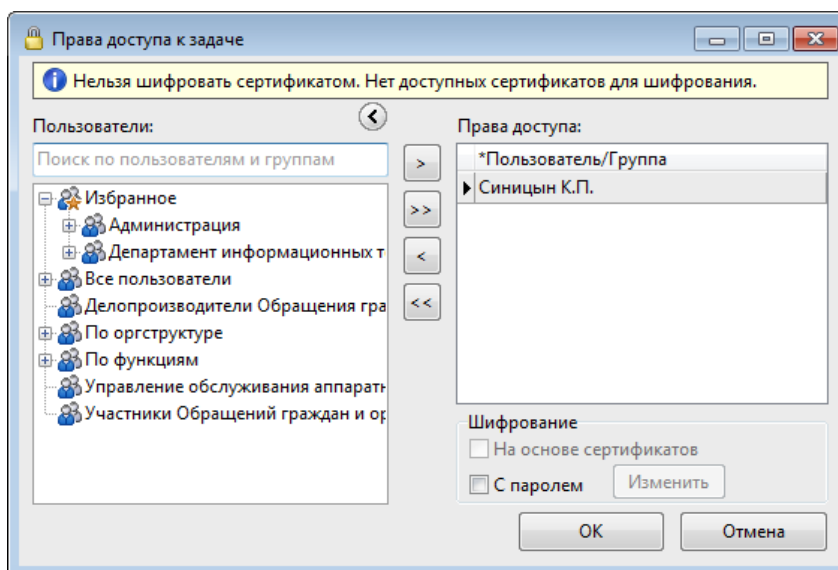 Права доступа к задаче
Нельзя шифровать сертификатом. Нет доступных сертификатов для шифрования.
Пользователи:
Поиск по пользователям и группам
Избранное
Администрация
Департамент информационных т
Все пользователи
Делопроизводители Обращения гра
По оргструктуре
По функциям
Управление обслуживания аппарат
Участники Обращений граждан и ор
>
>>
<
<<
Права доступа:
*Пользователь/Группа
Синицын К.П.
Шифрование
На основе сертификатов
С паролем
Изменить
ОК
Отмена